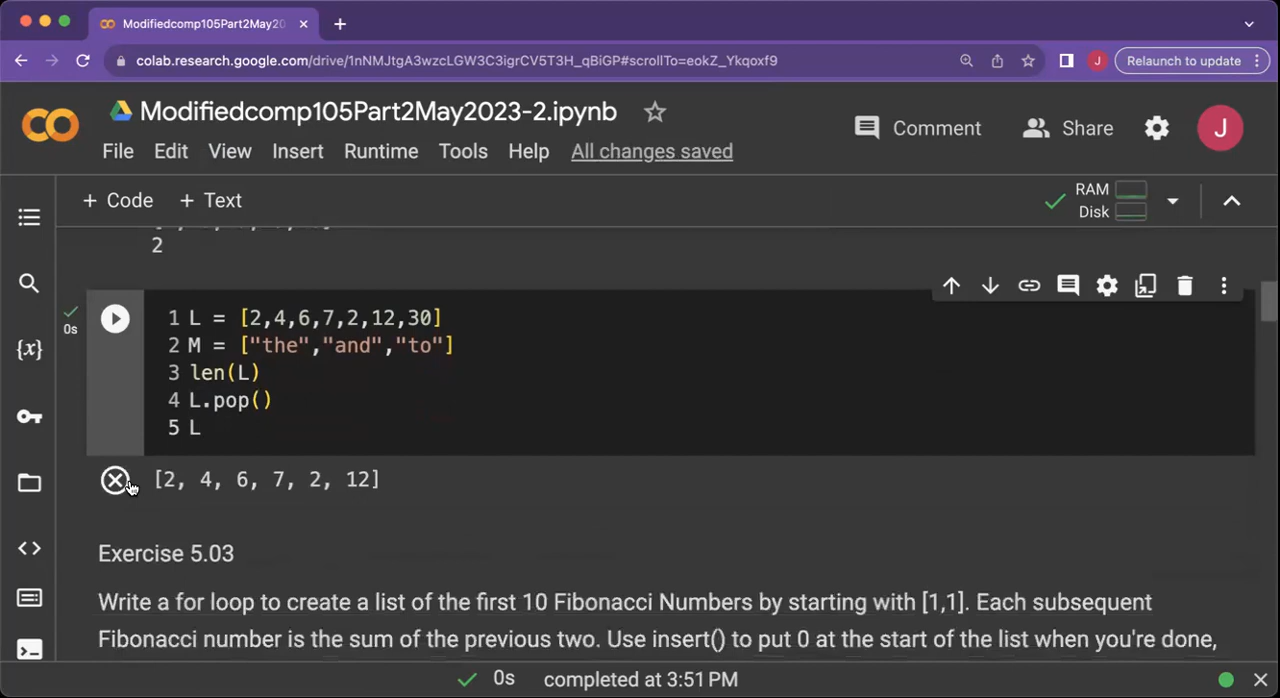 Modifiedcomp105Part2May20
colab.research.google.com/drive/1nNMJtgA3wzcLGW3C3igrCV5T3H_qBiGP#scrollTo=eokZ_Ykqoxf9
J
Relaunch to update
Modifiedcomp105Part2May2023-2.ipynb
Comment
Share
J
File Edit View Insert Runtime Tools Help All changes saved
+ Code + Text
RAM
Disk
2
0s
1 L = [2,4,6,7,2,12,30]
2 M = ["the","and","to"]
3 len(L)
4 L.pop()
5 L
[2, 4, 6, 7, 2, 12]
{x}
Exercise 5.03
Write a for loop to create a list of the first 10 Fibonacci Numbers by starting with [1,1]. Each subsequent
Fibonacci number is the sum of the previous two. Use insert() to put 0 at the start of the list when you're done,
0s completed at 3:51 PM